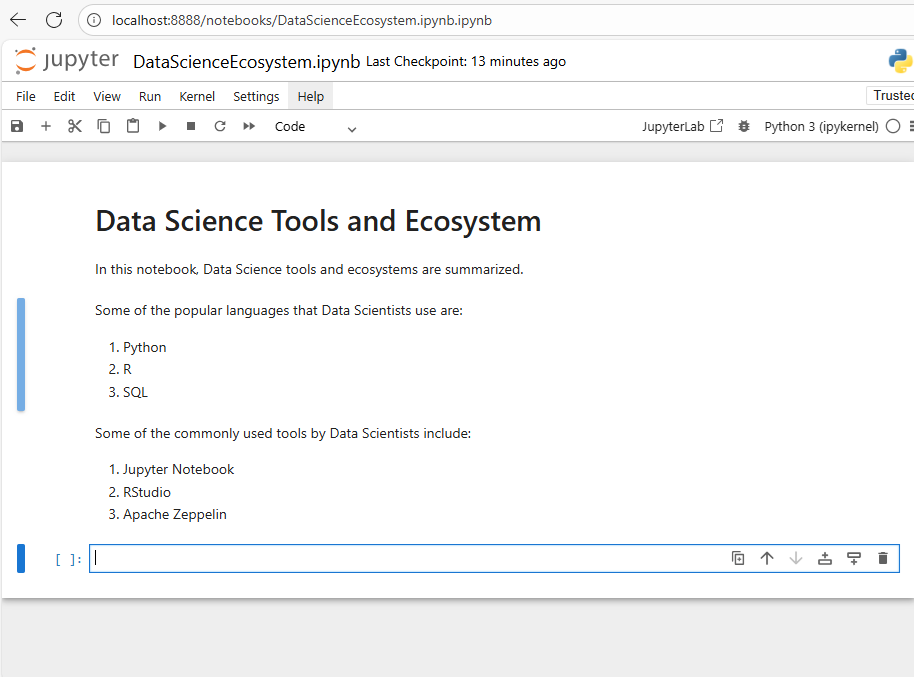 localhost:8888/notebooks/DataScienceEcosystem.ipynb.ipynb
jupyter DataScienceEcosystem.ipynb Last Checkpoint: 13 minutes ago
File Edit View Run Kernel Settings Help Trusted
Code JupyterLab Python 3 (ipykernel)
Data Science Tools and Ecosystem
In this notebook, Data Science tools and ecosystems are summarized.
Some of the popular languages that Data Scientists use are:
1. Python
2. R
3. SQL
Some of the commonly used tools by Data Scientists include:
1. Jupyter Notebook
2. RStudio
3. Apache Zeppelin
[ ]: